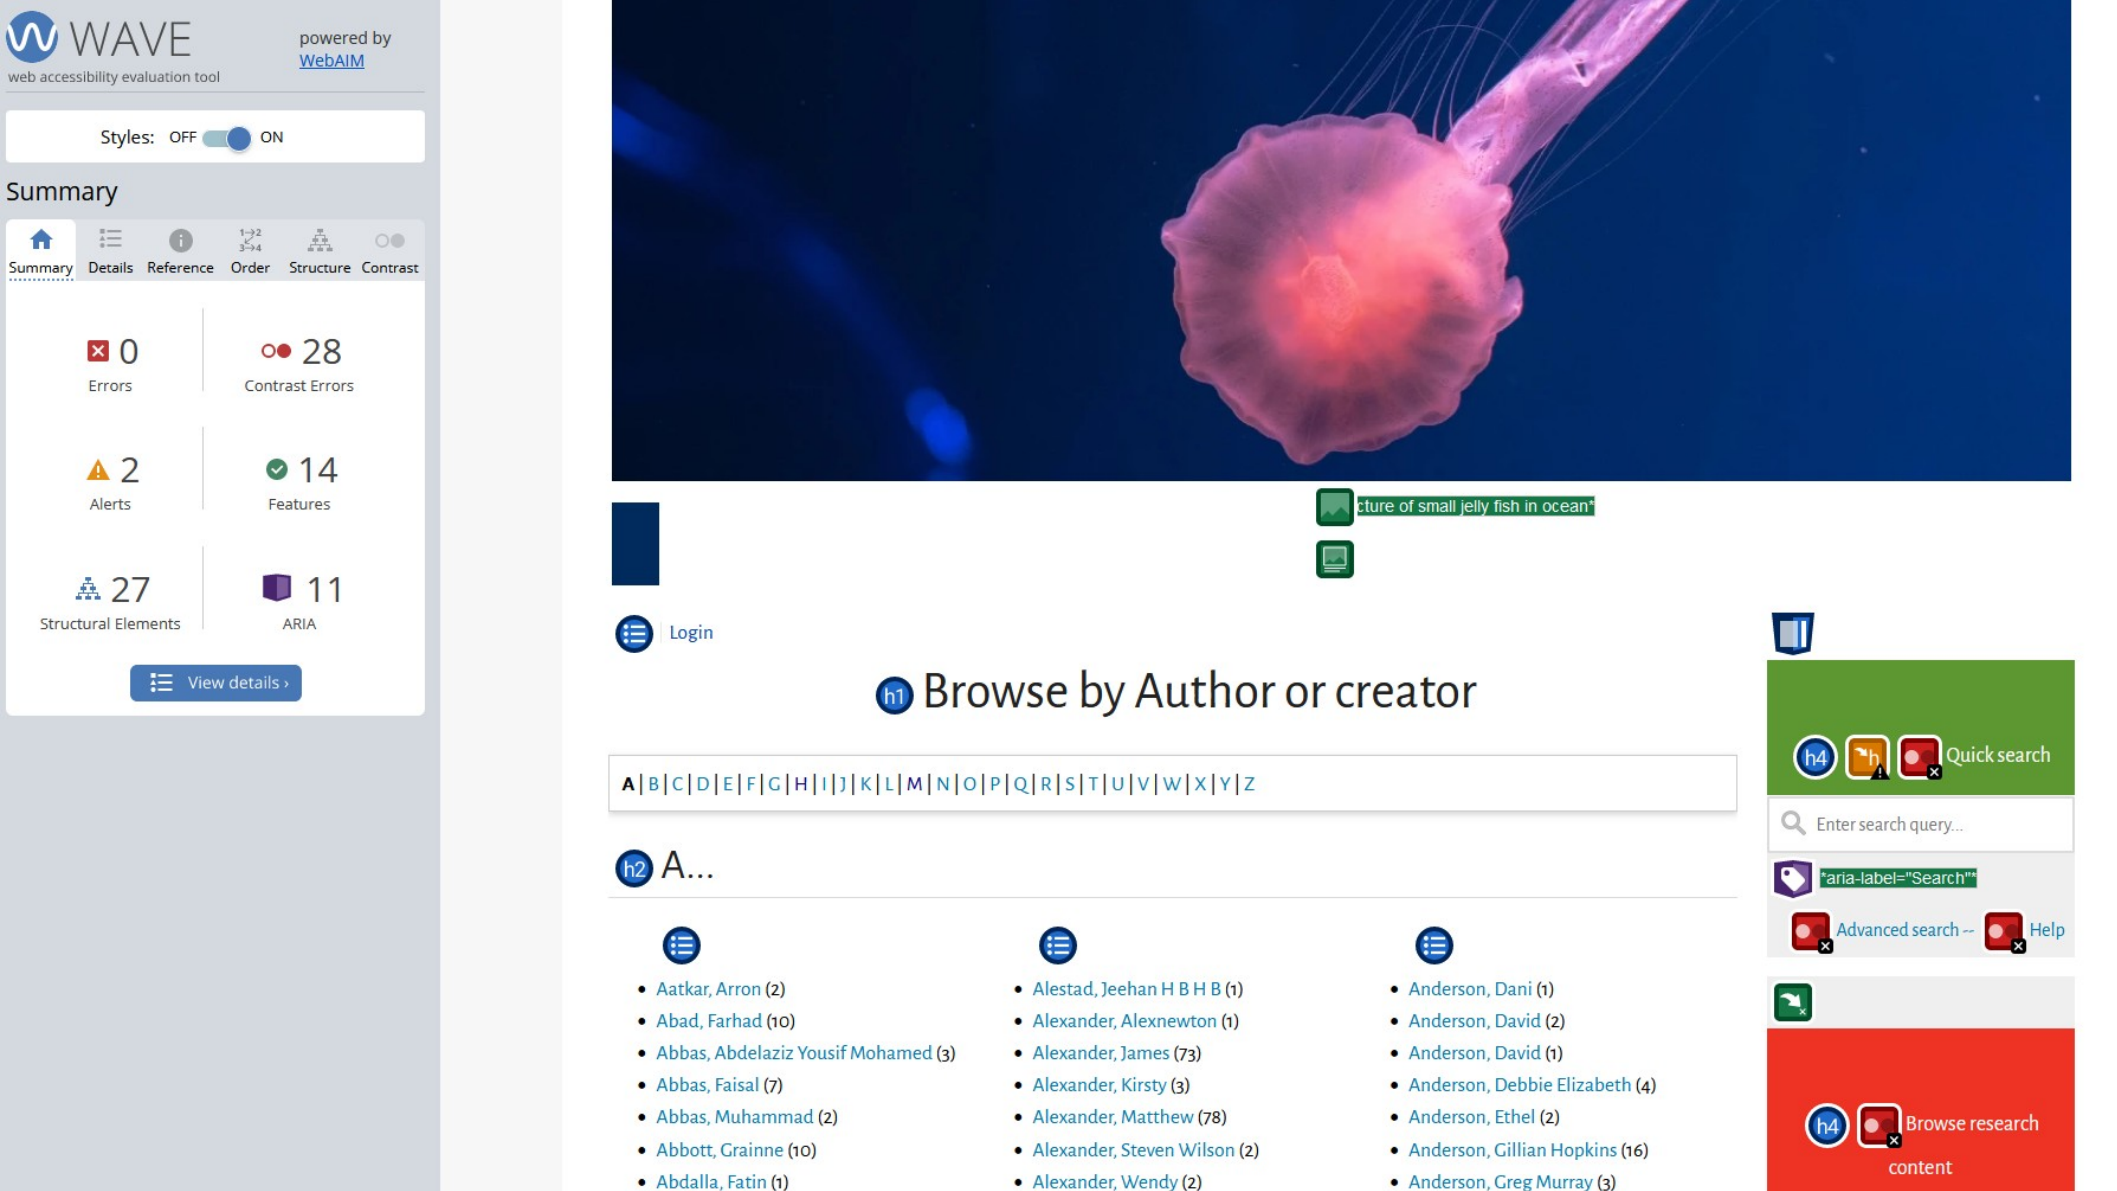 WAVE
powered by
WebAIM
web accessibility evaluation tool
Styles: OFF ON
Summary
Summary Details Reference Order Structure Contrast
0
Errors
28
Contrast Errors
2
Alerts
14
Features
27
Structural Elements
11
ARIA
View details ›
cture of small jelly fish in ocean*
Login
h1 Browse by Author or creator
A | B | C | D | E | F | G | H | I | J | K | L | M | N | O | P | Q | R | S | T | U | V | W | X | Y | Z
h2 A...
Aatkar, Arron (2)
Abad, Farhad (10)
Abbas, Abdelaziz Yousif Mohamed (3)
Abbas, Faisal (7)
Abbas, Muhammad (2)
Abbott, Grainne (10)
Abdalla, Fatin (1)
Alestad, Jeehan H B H B (1)
Alexander, Alexnewton (1)
Alexander, James (73)
Alexander, Kirsty (3)
Alexander, Matthew (78)
Alexander, Steven Wilson (2)
Alexander, Wendy (2)
Anderson, Dani (1)
Anderson, David (2)
Anderson, David (1)
Anderson, Debbie Elizabeth (4)
Anderson, Ethel (2)
Anderson, Gillian Hopkins (16)
Anderson, Greg Murray (3)
h4 h Quick search
Enter search query...
*aria-label="Search"*
Advanced search -- Help
h4 Browse research
content